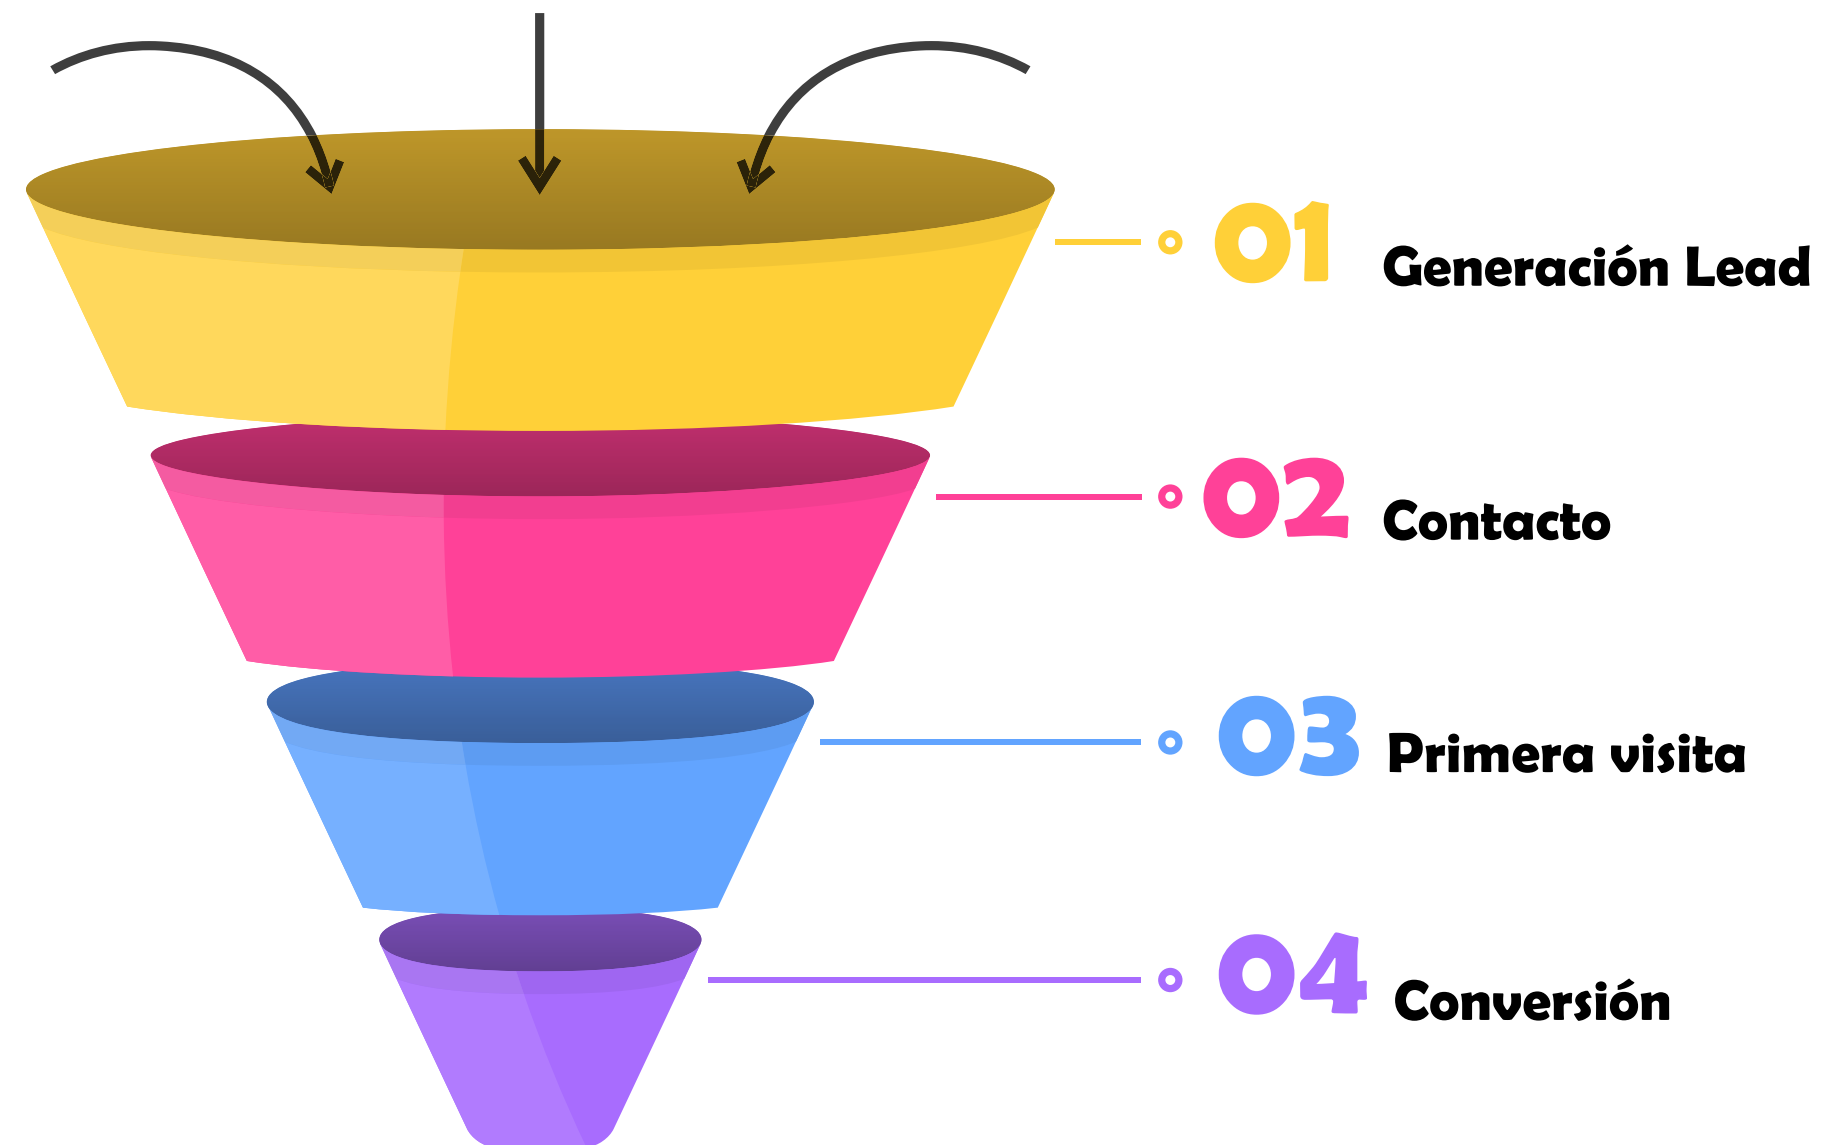 01 Generación Lead
02 Contacto
03 Primera visita
04 Conversión